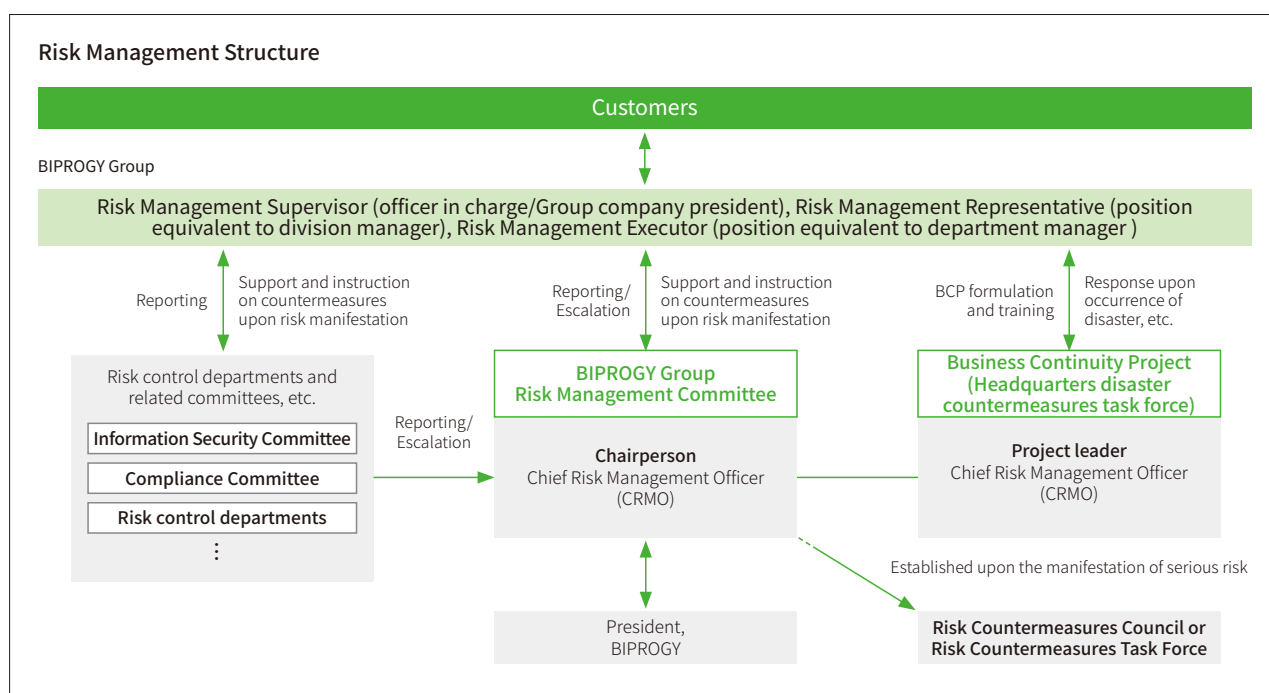 Risk Management Structure
Customers
BIPROGY Group
Risk Management Supervisor (officer in charge/Group company president), Risk Management Representative (position
equivalent to division manager), Risk Management Executor (position equivalent to department manager )
Reporting
Support and instruction
on countermeasures
upon risk manifestation
Reporting/
Escalation
Support and instruction
on countermeasures
upon risk manifestation
BCP formulation
and training
Response upon
occurrence of
disaster, etc.
Risk control departments and
related committees, etc.
Information Security Committee
Compliance Committee
Risk control departments
⋮
Reporting/
Escalation
BIPROGY Group
Risk Management Committee
Chairperson
Chief Risk Management Officer
(CRMO)
Business Continuity Project
(Headquarters disaster
countermeasures task force)
Project leader
Chief Risk Management Officer
(CRMO)
Established upon the manifestation of serious risk
President,
BIPROGY
Risk Countermeasures Council or
Risk Countermeasures Task Force